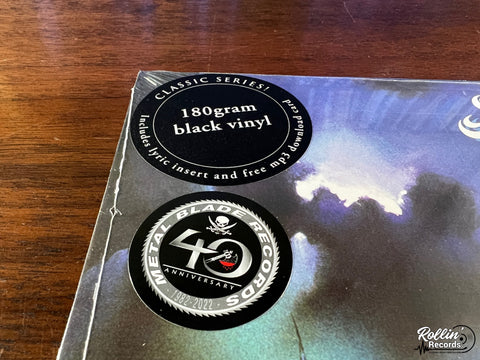 CLASSIC SERIES!
180gram
black vinyl
Includes lyric insert and free mp3 download card
METAL BLADE RECORDS
40
ANNIVERSARY
1982-2022
Rollin
Records